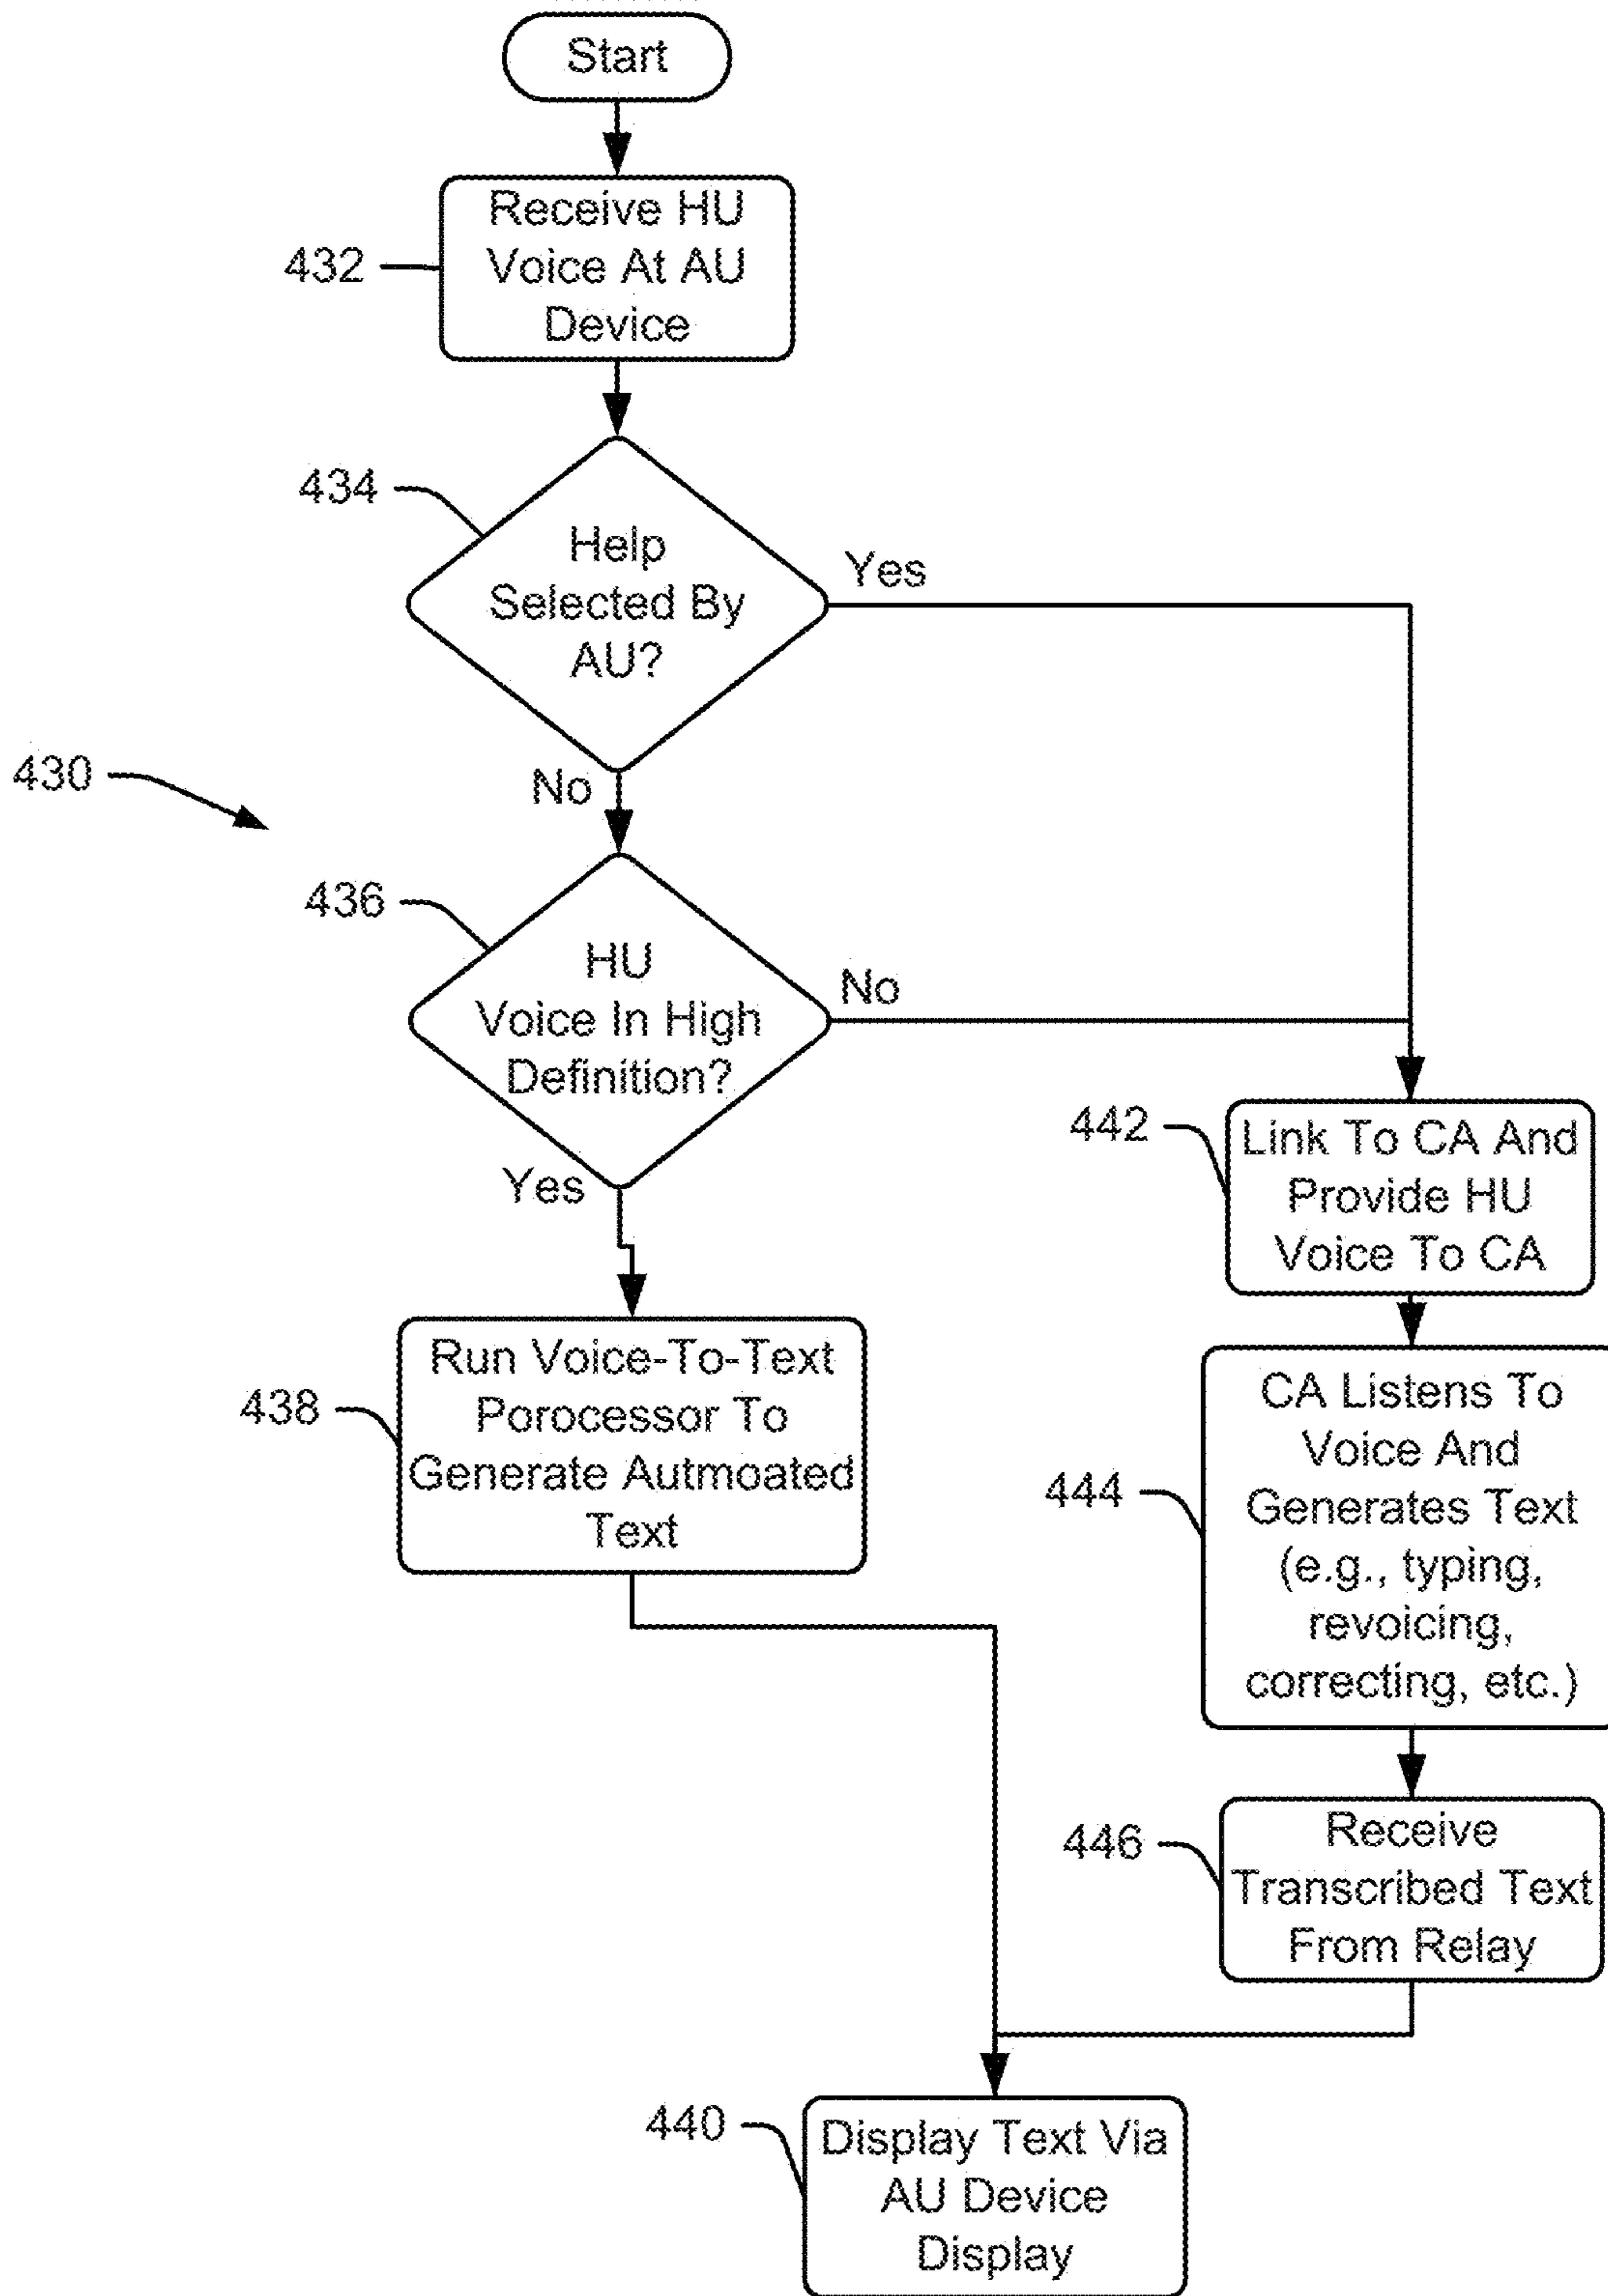 Start
Receive HU
Voice At AU
Device
432
434
Help
Selected By
AU?
Yes
No
430
436
HU
Voice In High
Definition?
No
Yes
442
Link To CA And
Provide HU
Voice To CA
438
Run Voice-To-Text
Porocessor To
Generate Autmoated
Text
444
CA Listens To
Voice And
Generates Text
(e.g., typing,
revoicing,
correcting, etc.)
446
Receive
Transcribed Text
From Relay
440
Display Text Via
AU Device
Display